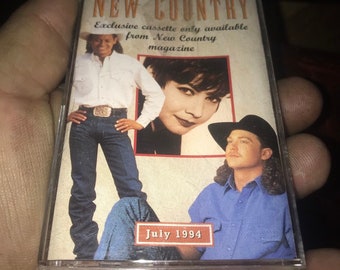 NEW COUNTRY
Exclusive cassette only available
from New Country
magazine
July 1994